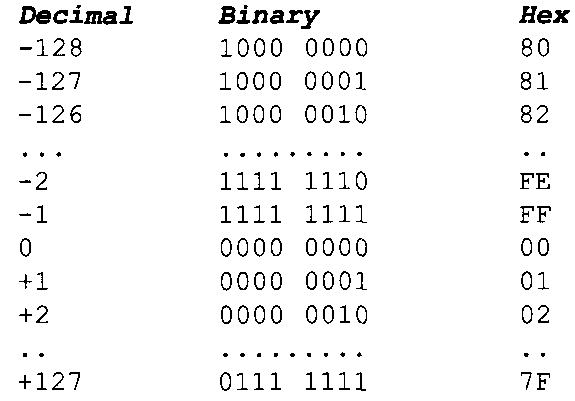 Decimal Binary Hex
-128 1000 0000 80
-127 1000 0001 81
-126 1000 0010 82
... ......... ..
-2 1111 1110 FE
-1 1111 1111 FF
0 0000 0000 00
+1 0000 0001 01
+2 0000 0010 02
.. ......... ..
+127 0111 1111 7F